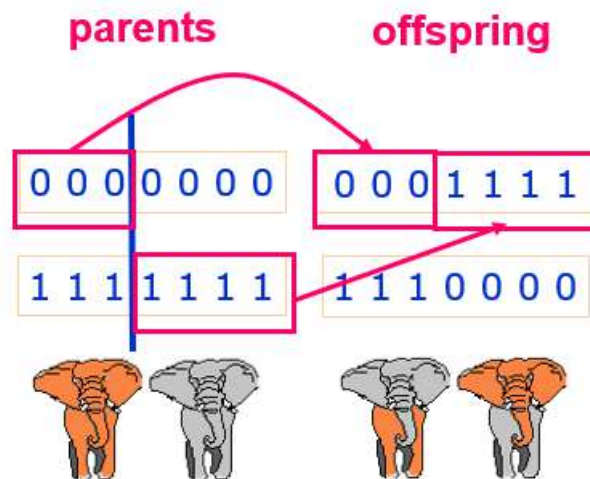 parents offspring
0 0 0 0 0 0 0 0 0 0 1 1 1 1
1 1 1 1 1 1 1 1 1 1 0 0 0 0